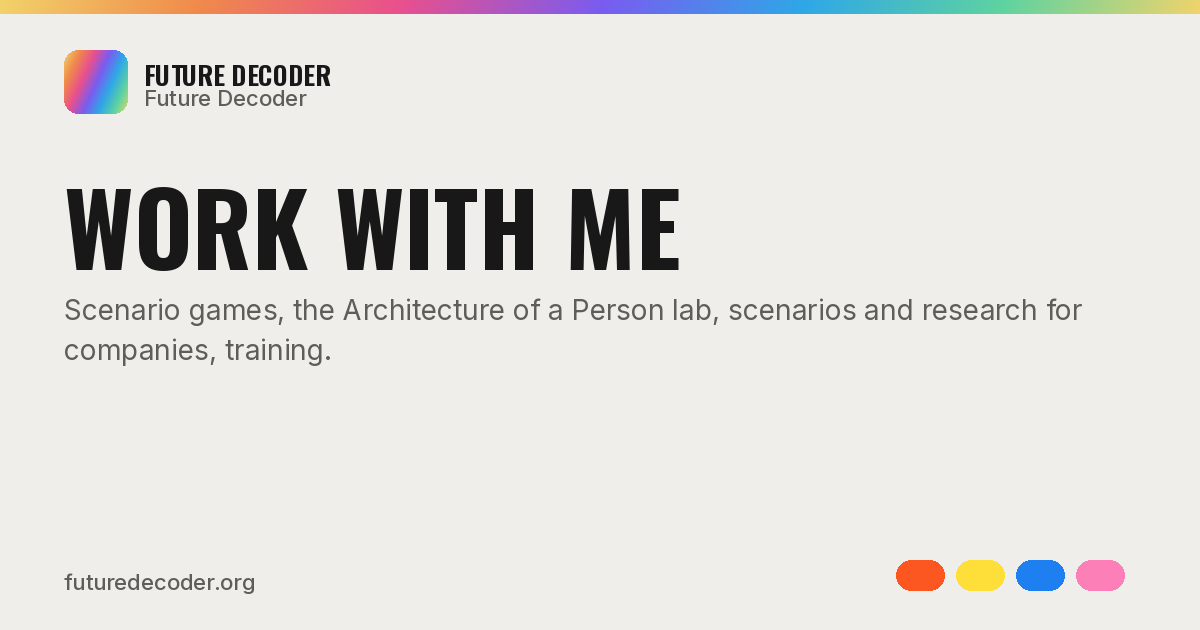 FUTURE DECODER
Future Decoder
WORK WITH ME
Scenario games, the Architecture of a Person lab, scenarios and research for
companies, training.
futuredecoder.org